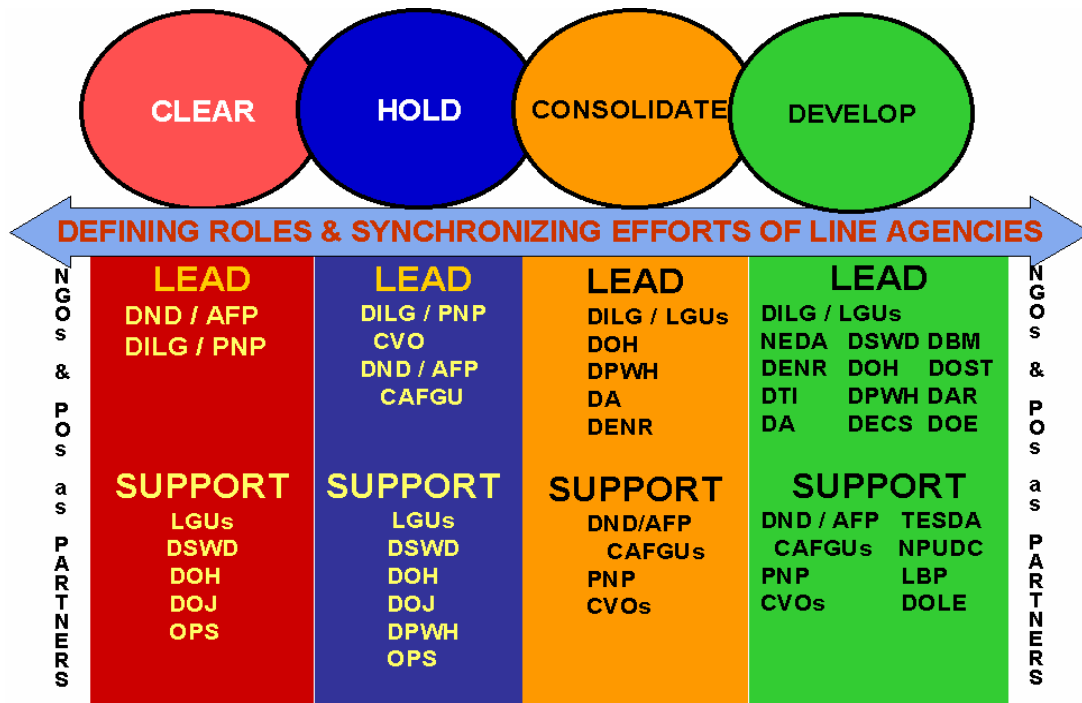 CLEAR
HOLD
CONSOLIDATE
DEVELOP
DEFINING ROLES & SYNCHRONIZING EFFORTS OF LINE AGENCIES
NGOs & POs as PARTNERS
LEAD
DND / AFP
DILG / PNP
SUPPORT
LGUs
DSWD
DOH
DOJ
OPS
LEAD
DILG / PNP
CVO
DND / AFP
CAFGU
SUPPORT
LGUs
DSWD
DOH
DOJ
DPWH
OPS
LEAD
DILG / LGUs
DOH
DPWH
DA
DENR
SUPPORT
DND/AFP
CAFGUs
PNP
CVOs
LEAD
DILG / LGUs
NEDA DSWD DBM
DENR DOH DOST
DTI DPWH DAR
DA DECS DOE
SUPPORT
DND / AFP TESDA
CAFGUs NPUDC
PNP LBP
CVOs DOLE
NGOs & POs as PARTNERS